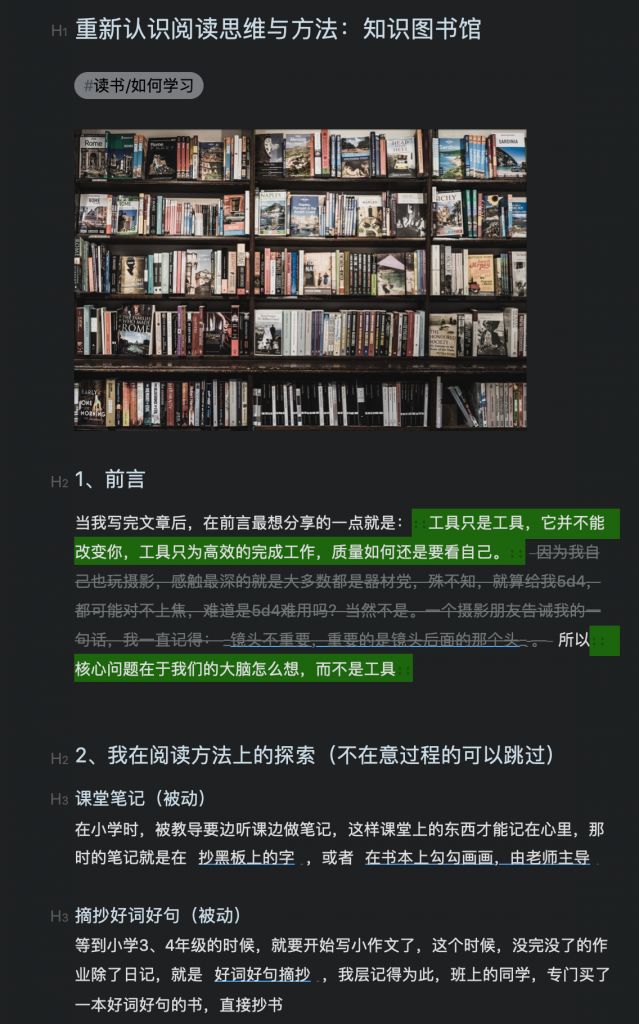 H1 重新认识阅读思维与方法：知识图书馆
#读书/如何学习
Rome
SARDINIA
NAPLES
SICILY
ROME
EARLY
ONE
MORNING
H2 1、前言
当我写完文章后，在前言最想分享的一点就是：::工具只是工具，它并不能
改变你，工具只为高效的完成工作，质量如何还是要看自己。:: 因为我自
己也玩摄影，感触最深的就是大多数都是器材党，殊不知，就算给我5d4，
都可能对不上焦，难道是5d4难用吗？当然不是。一个摄影朋友告诫我的一
句话，我一直记得：_镜头不重要，重要的是镜头后面的那个头_。 所以::
核心问题在于我们的大脑怎么想，而不是工具::
H2 2、我在阅读方法上的探索（不在意过程的可以跳过）
H3 课堂笔记（被动）
在小学时，被教导要边听课边做笔记，这样课堂上的东西才能记在心里，那
时的笔记就是在 抄黑板上的字 ，或者 在书本上勾勾画画，由老师主导
H3 摘抄好词好句（被动）
等到小学3、4年级的时候，就要开始写小作文了，这个时候，没完没了的作
业除了日记，就是 好词好句摘抄 ，我层记得为此，班上的同学，专门买了
一本好词好句的书，直接抄书